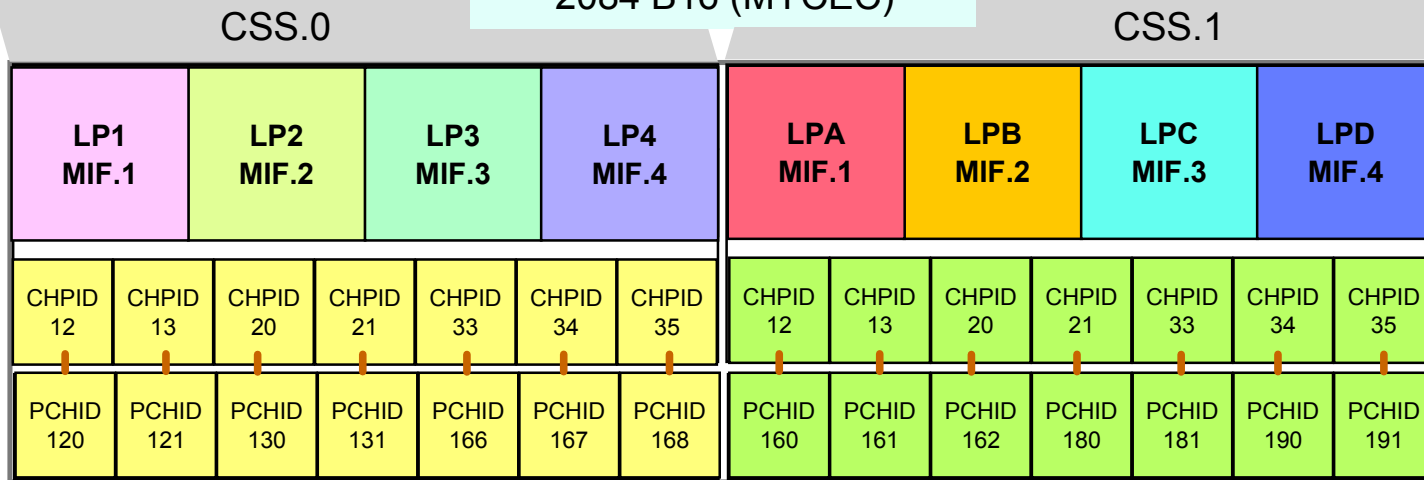 2084 B16 (MYCEC)
CSS.0
CSS.1
LP1
MIF.1
LP2
MIF.2
LP3
MIF.3
LP4
MIF.4
LPA
MIF.1
LPB
MIF.2
LPC
MIF.3
LPD
MIF.4
CHPID
12
CHPID
13
CHPID
20
CHPID
21
CHPID
33
CHPID
34
CHPID
35
CHPID
12
CHPID
13
CHPID
20
CHPID
21
CHPID
33
CHPID
34
CHPID
35
PCHID
120
PCHID
121
PCHID
130
PCHID
131
PCHID
166
PCHID
167
PCHID
168
PCHID
160
PCHID
161
PCHID
162
PCHID
180
PCHID
181
PCHID
190
PCHID
191